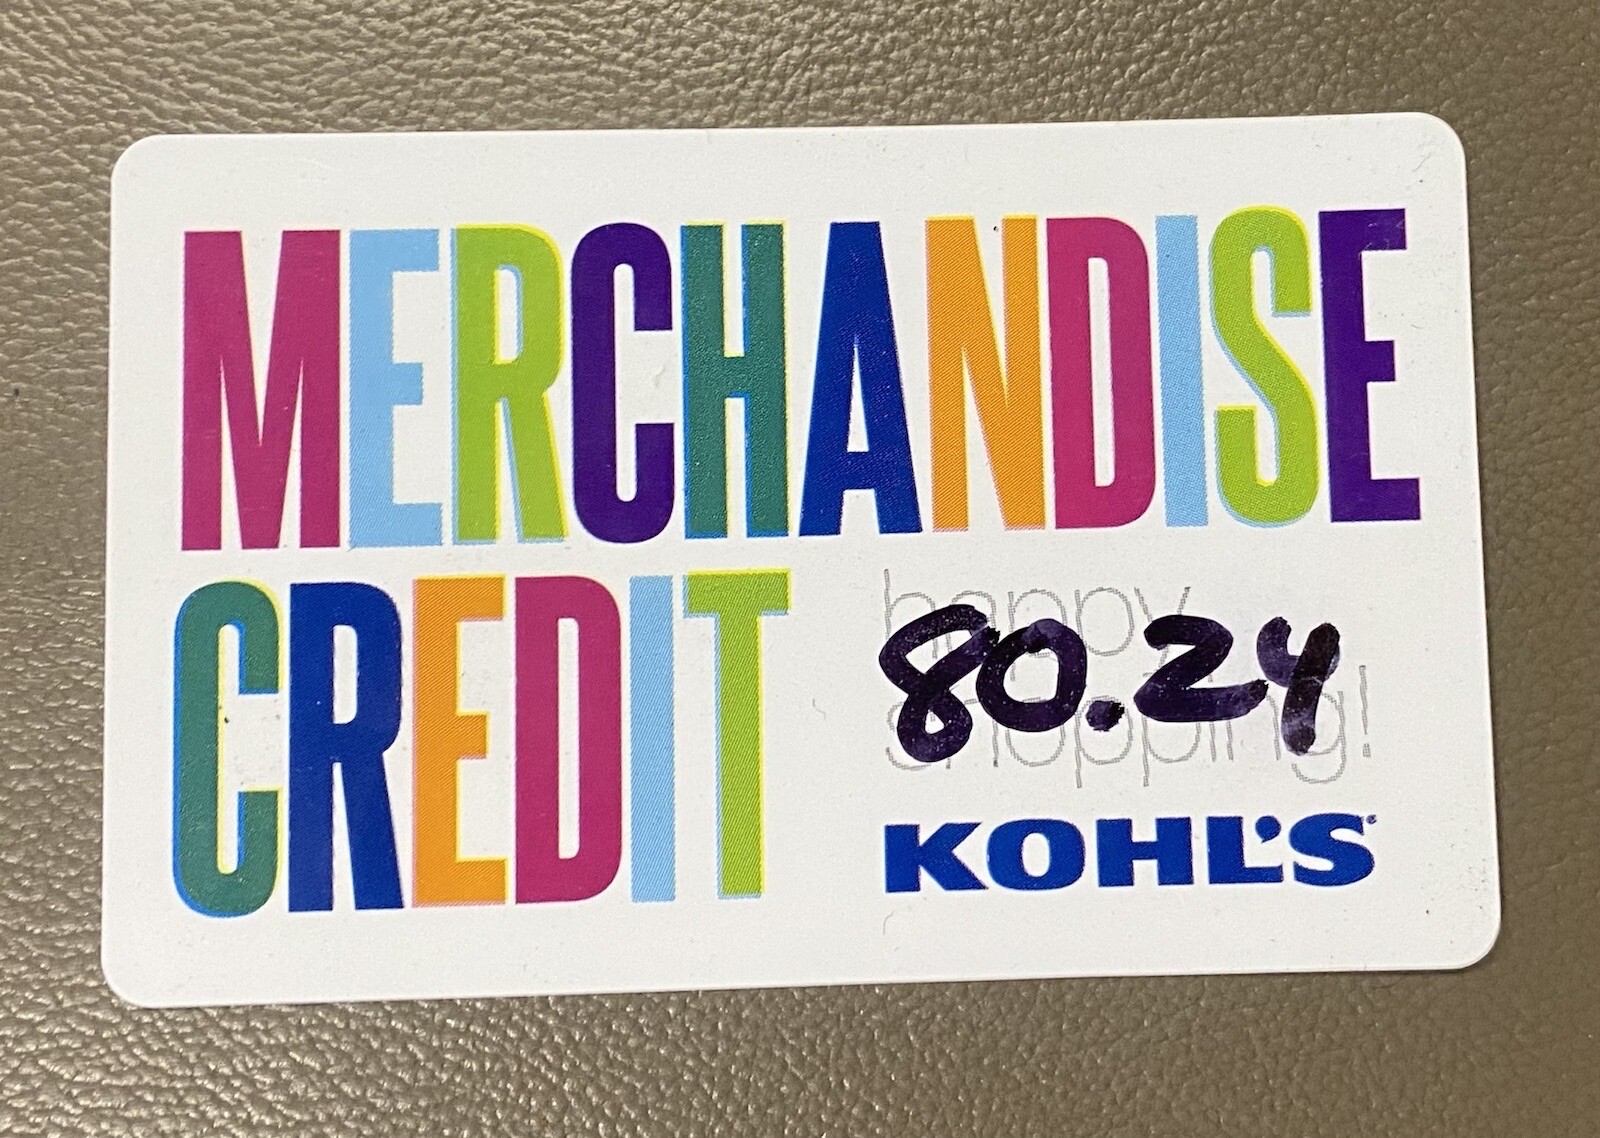 MERCHANDISE
CREDIT
happy
shopping!
80.24
KOHL'S